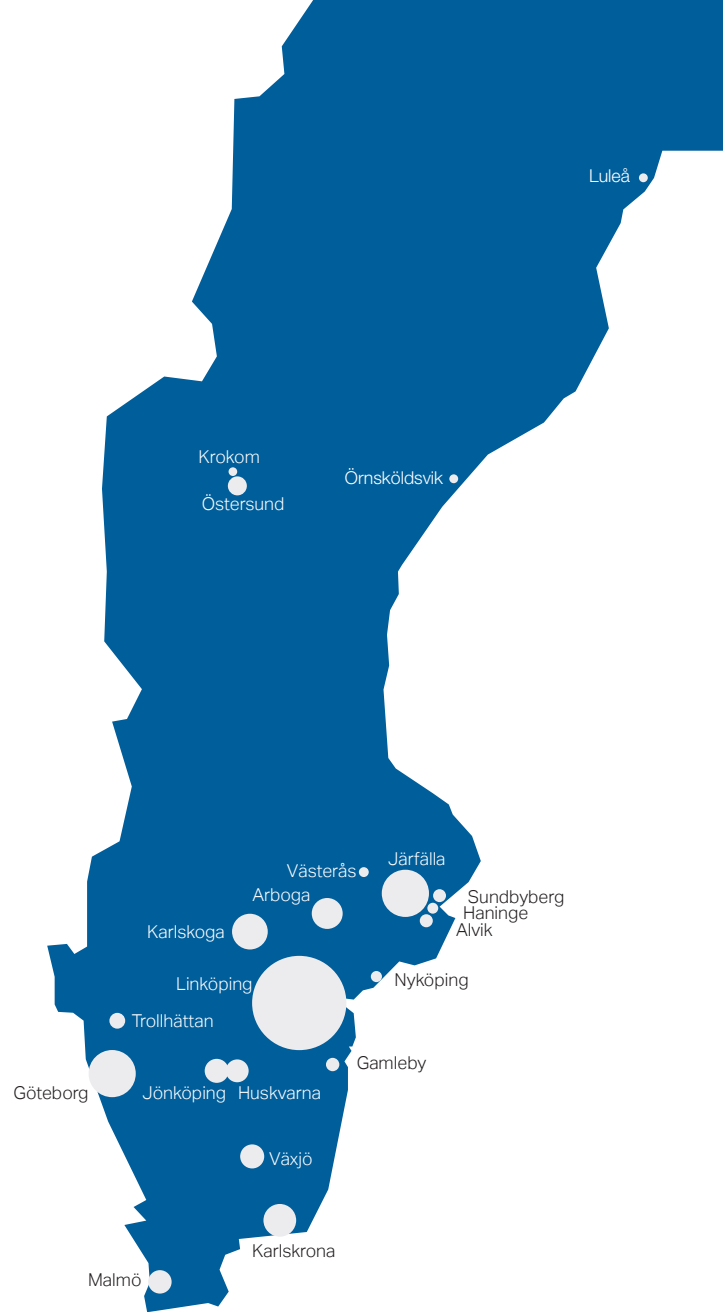 Luleå
Krokom
Örnsköldsvik
Östersund
Järfälla
Västerås
Arboga
Sundbyberg
Haninge
Alvik
Karlskoga
Linköping
Nyköping
Trollhättan
Gamleby
Göteborg
Jönköping
Huskvarna
Växjö
Karlskrona
Malmö